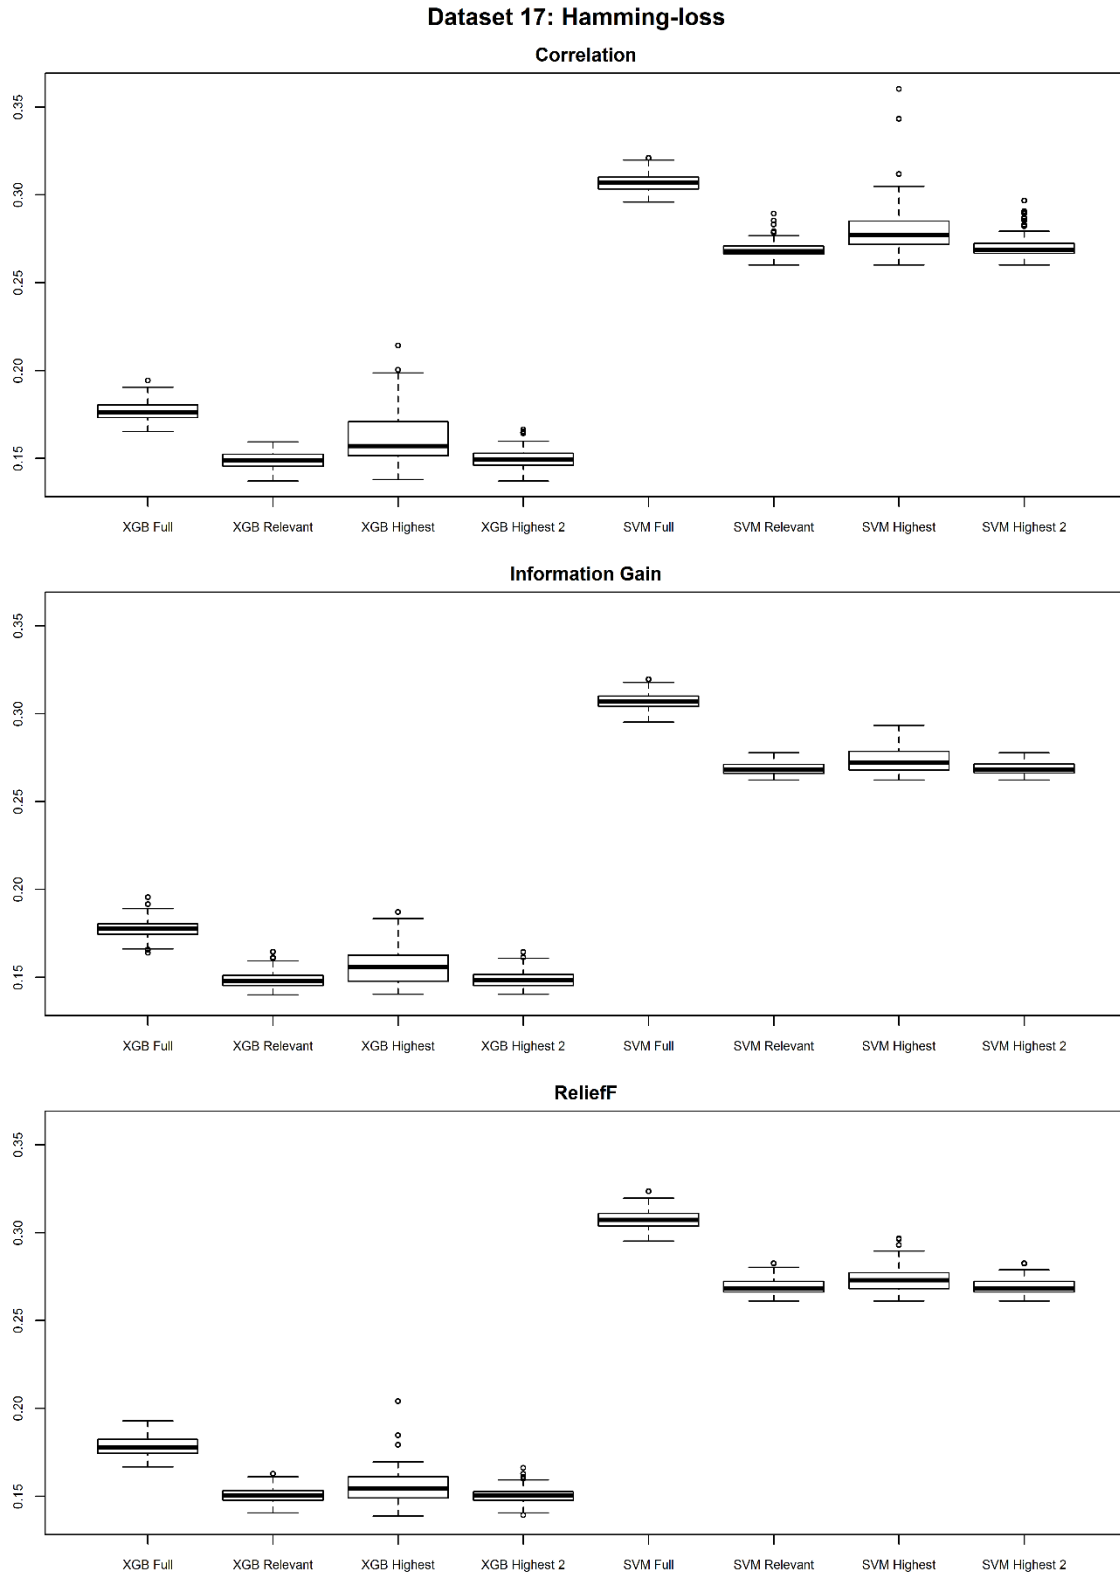 Dataset 17: Hamming-loss
Correlation
0.35
0.30
0.25
0.20
0.15
XGB Full XGB Relevant XGB Highest XGB Highest 2 SVM Full SVM Relevant SVM Highest SVM Highest 2
Information Gain
0.35
0.30
0.25
0.20
0.15
XGB Full XGB Relevant XGB Highest XGB Highest 2 SVM Full SVM Relevant SVM Highest SVM Highest 2
ReliefF
0.35
0.30
0.25
0.20
0.15
XGB Full XGB Relevant XGB Highest XGB Highest 2 SVM Full SVM Relevant SVM Highest SVM Highest 2